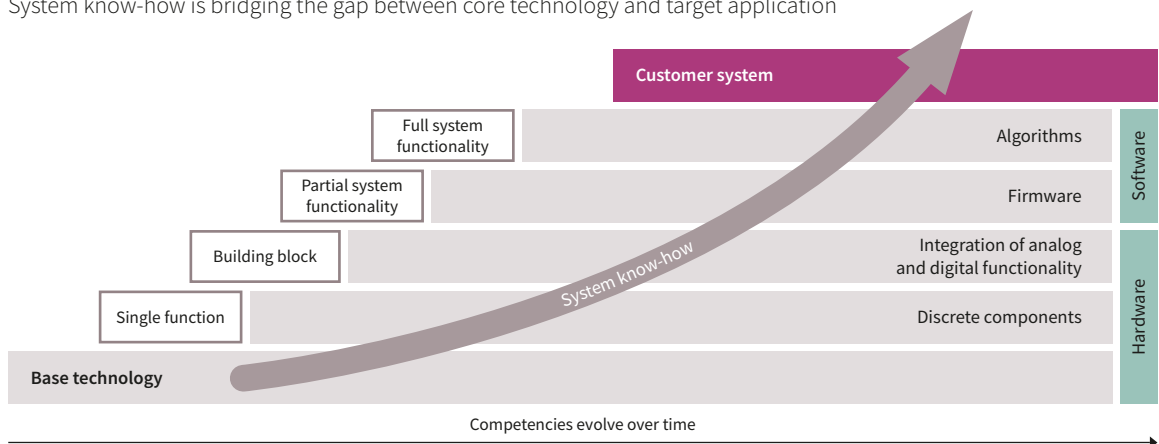 System know-how is bridging the gap between core technology and target application
Customer system
Full system
functionality
Algorithms
Partial system
functionality
Firmware
Software
Building block
Integration of analog
and digital functionality
System know-how
Single function
Discrete components
Hardware
Base technology
Competencies evolve over time